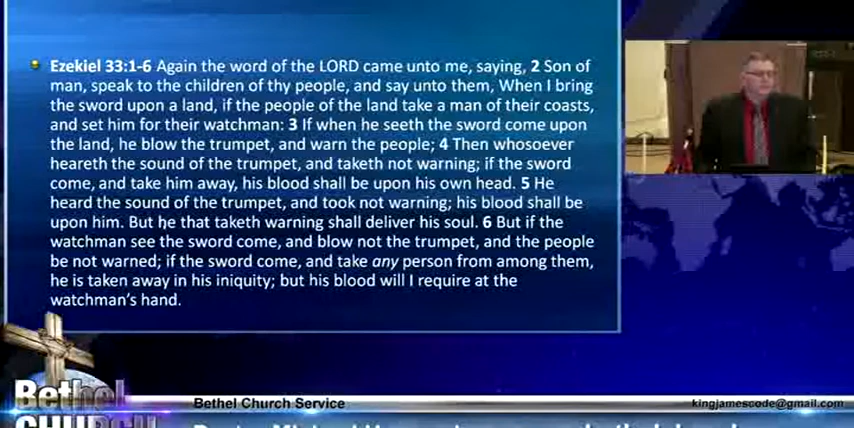 Ezekiel 33:1-6 Again the word of the LORD came unto me, saying, 2 Son of
man, speak to the children of thy people, and say unto them, When I bring
the sword upon a land, if the people of the land take a man of their coasts,
and set him for their watchman: 3 If when he seeth the sword come upon
the land, he blow the trumpet, and warn the people; 4 Then whosoever
heareth the sound of the trumpet, and taketh not warning; if the sword
come, and take him away, his blood shall be upon his own head. 5 He
heard the sound of the trumpet, and took not warning; his blood shall be
upon him. But he that taketh warning shall deliver his soul. 6 But if the
watchman see the sword come, and blow not the trumpet, and the people
be not warned; if the sword come, and take any person from among them,
he is taken away in his iniquity; but his blood will I require at the
watchman's hand.
Bethel
CHURCH
Bethel Church Service
kingjamescode@gmail.com